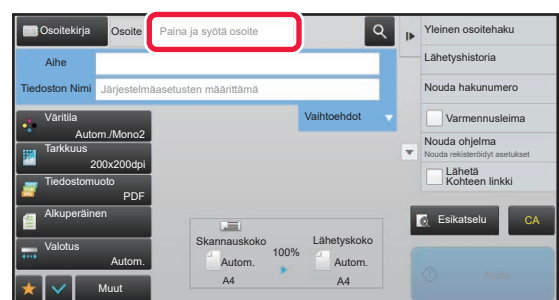 Osoitekirja
Osoite
Paina ja syötä osoite
Aihe
Tiedoston Nimi
Järjestelmäasetusten määrittämä
Vaihtoehdot
Väritila
Autom./Mono2
Tarkkuus
200x200dpi
Tiedostomuoto
PDF
Alkuperäinen
Valotus
Autom.
Muut
Skannauskoko
Autom.
A4
100%
Lähetyskoko
Autom.
A4
Yleinen osoitehaku
Lähetyshistoria
Nouda hakunumero
Varmennusleima
Nouda ohjelma
Nouda rekisteröidyt asetukset
Lähetä
Kohteen linkki
Esikatselu
CA